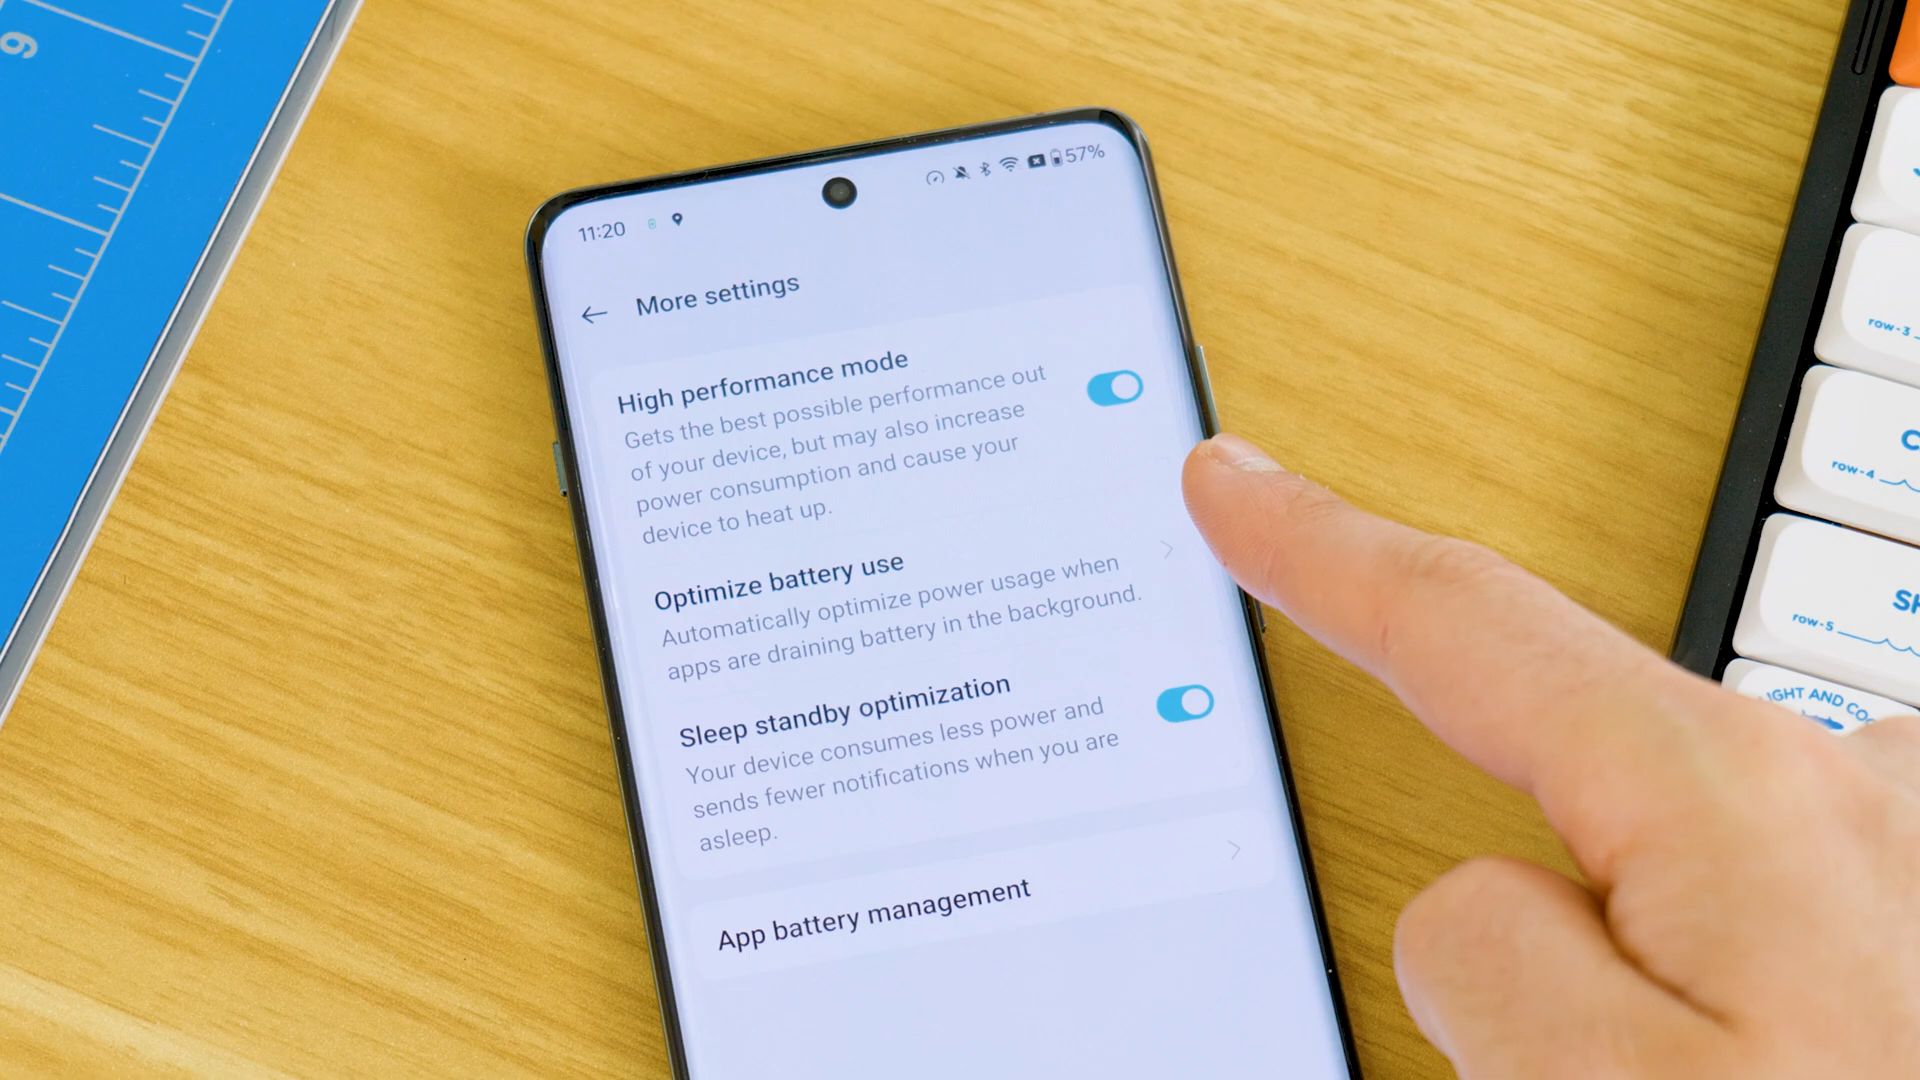 9
11:20
57%
More settings
High performance mode
Gets the best possible performance out
of your device, but may also increase
power consumption and cause your
device to heat up.
Optimize battery use
Automatically optimize power usage when
apps are draining battery in the background.
Sleep standby optimization
Your device consumes less power and
sends fewer notifications when you are
asleep.
App battery management
row-3
row-4
row-5
AND